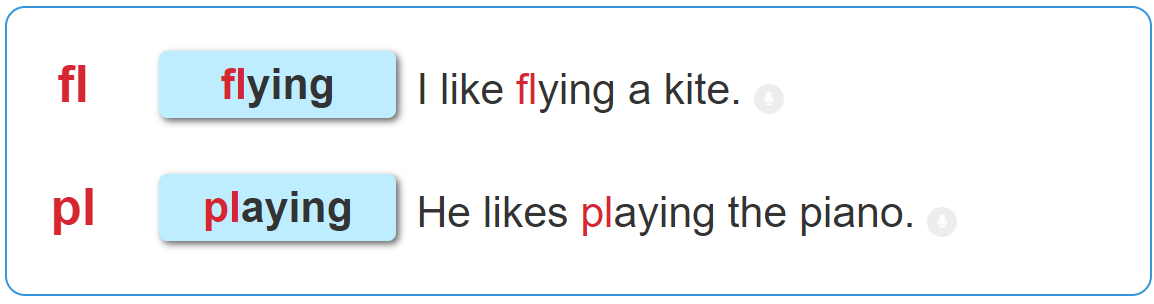 fl flying I like flying a kite.
pl playing He likes playing the piano.